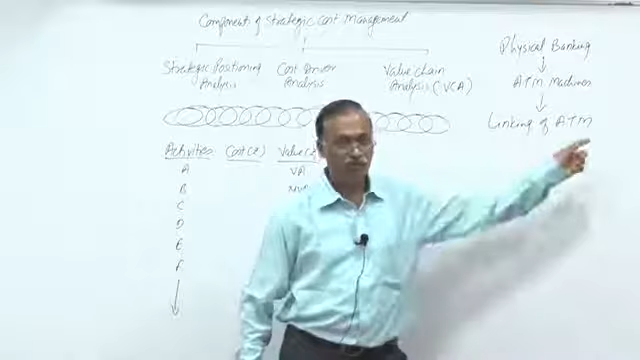 Components of Strategic Cost Management
Strategic Positioning Analysis
Cost Driver Analysis
Value Chain Analysis (VCA)
Activities Cost (₹) Value (₹)
A VA
B NVA
C
D
E
F
Physical Banking
ATM Machines
Linking of ATM